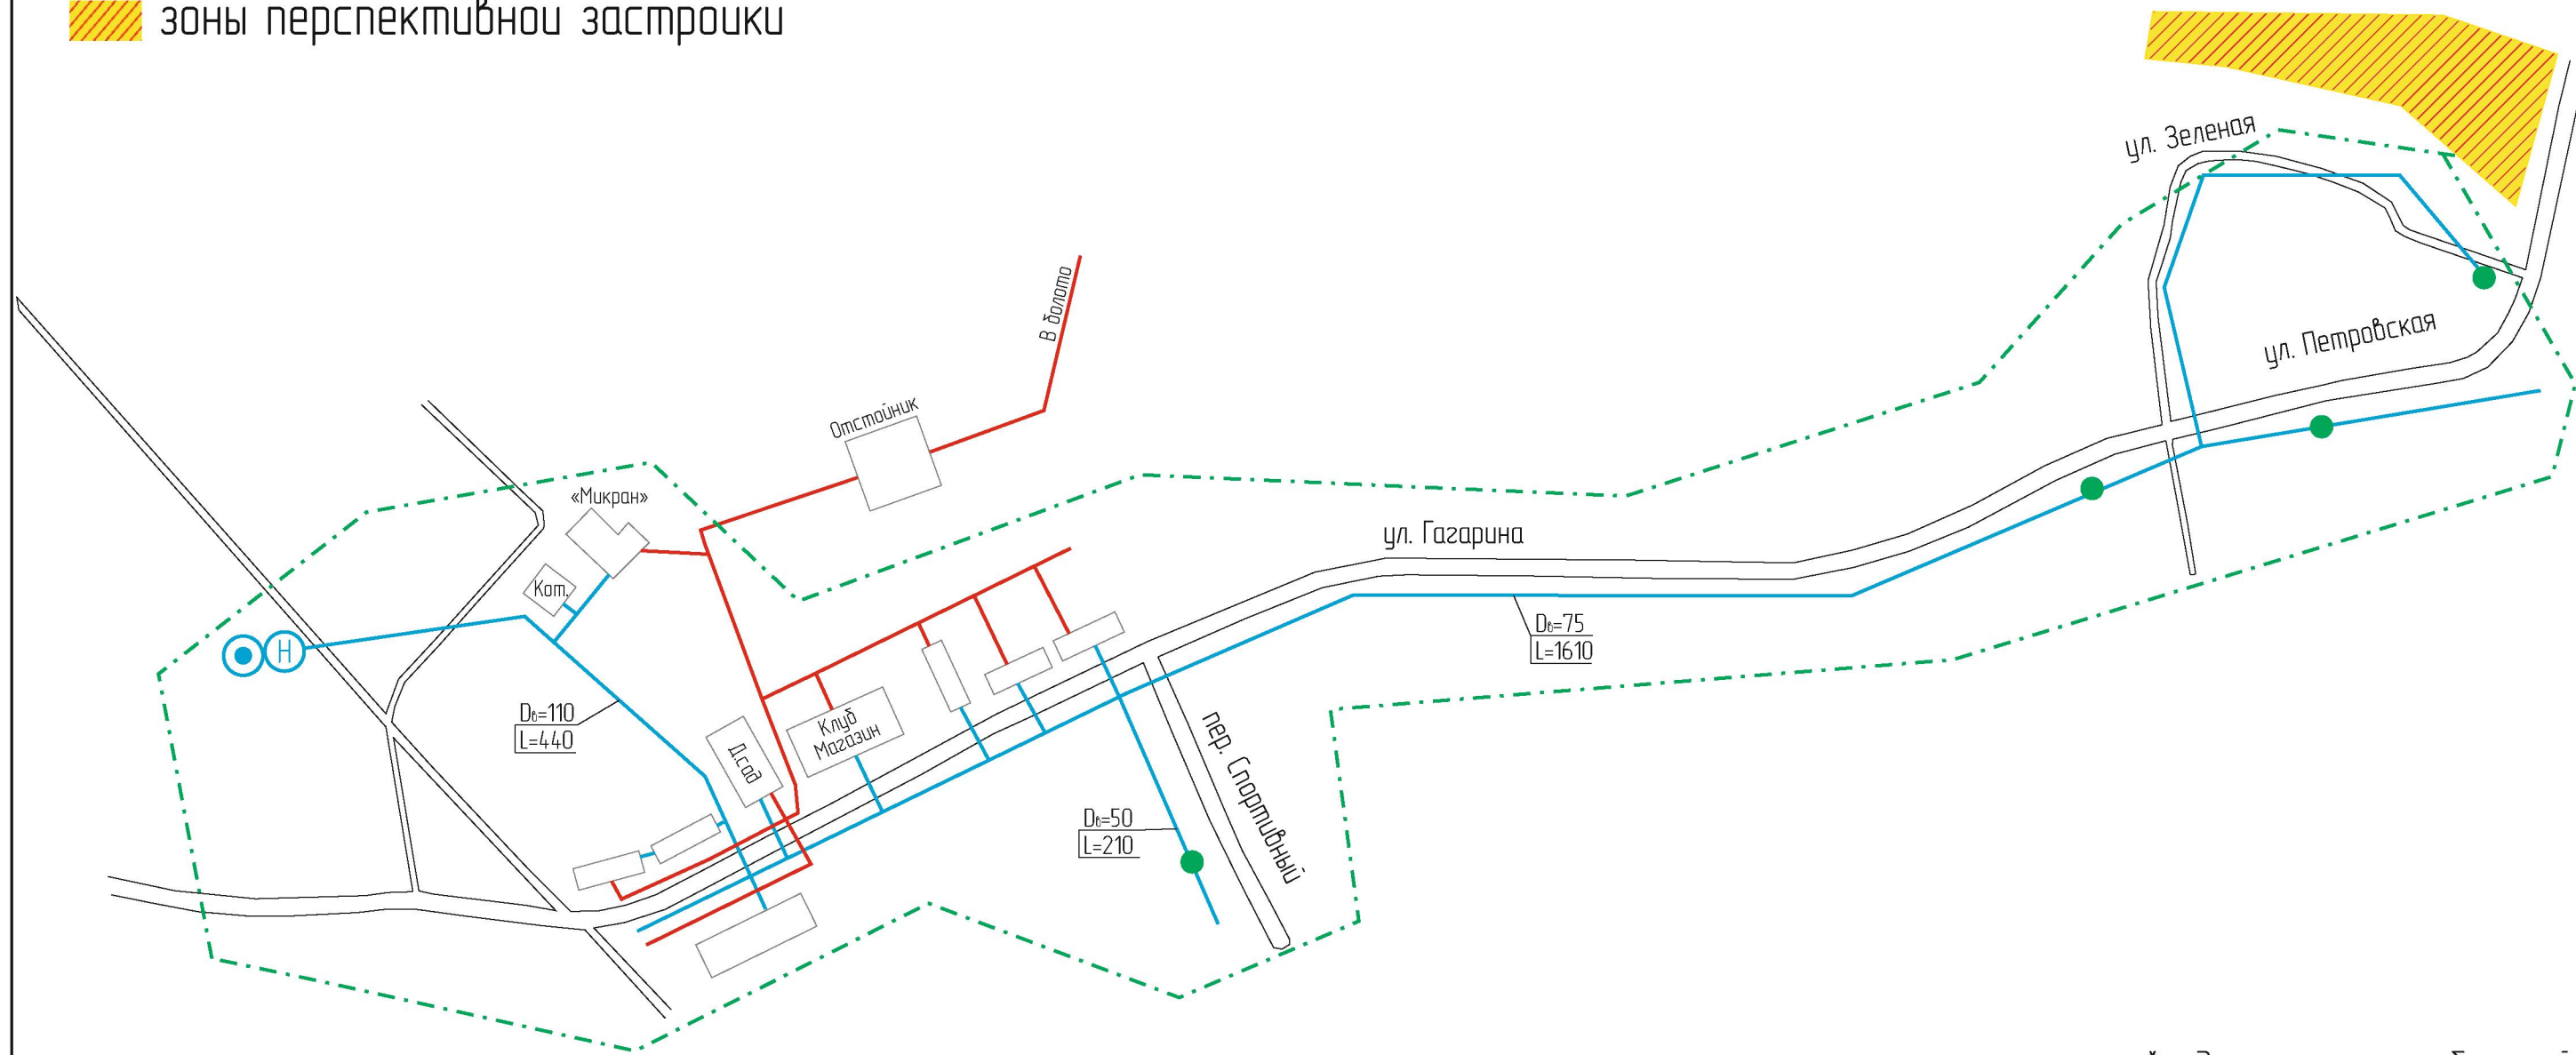 зоны перспективной застройки
ул. Зеленая
ул. Петровская
В болото
Отстойник
«Микран»
ул. Гагарина
Кот.
Н
Dв=75
L=1610
Dв=110
L=440
Клуб
Магазин
Д.сад
пер. Спортивный
Dв=50
L=210